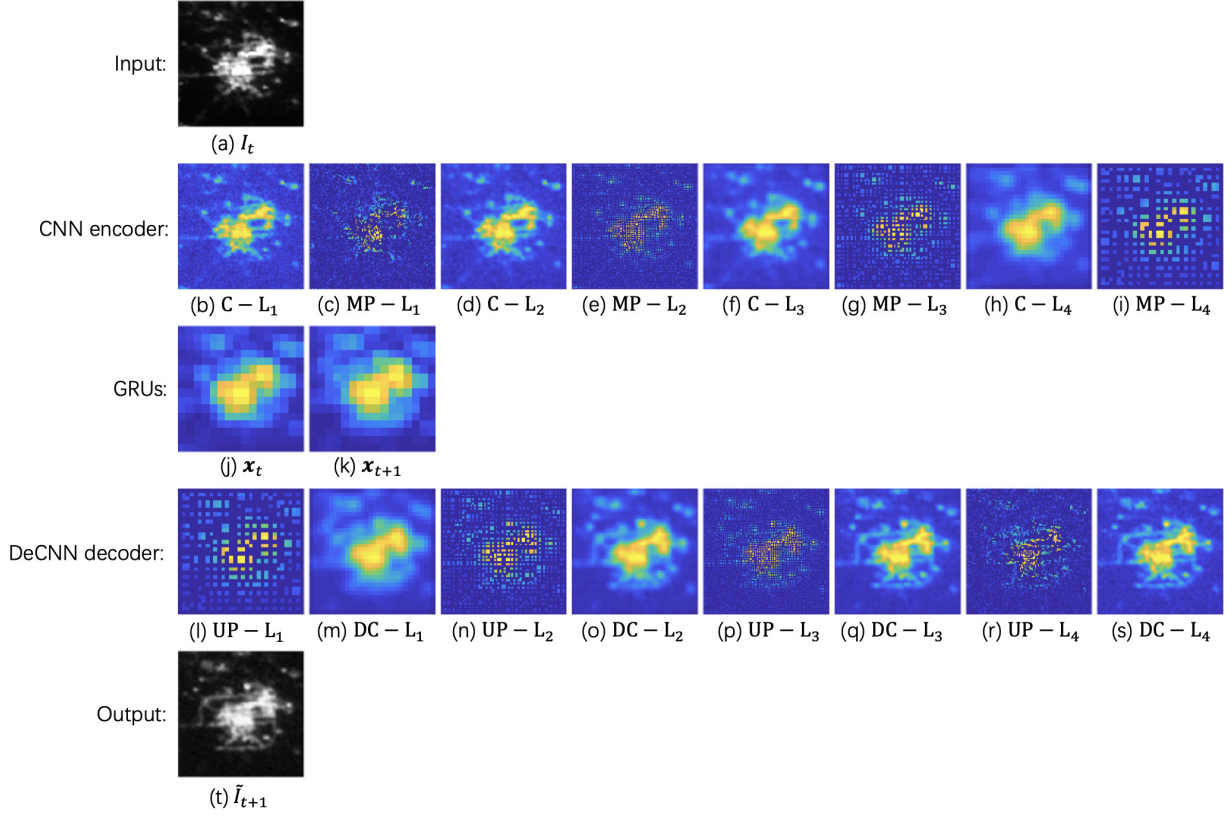 Input:
(a) I_t
CNN encoder:
(b) C − L₁ (c) MP − L₁ (d) C − L₂ (e) MP − L₂ (f) C − L₃ (g) MP − L₃ (h) C − L₄ (i) MP − L₄
GRUs:
(j) x_t (k) x_{t+1}
DeCNN decoder:
(l) UP − L₁ (m) DC − L₁ (n) UP − L₂ (o) DC − L₂ (p) UP − L₃ (q) DC − L₃ (r) UP − L₄ (s) DC − L₄
Output:
(t) Ĩ_{t+1}